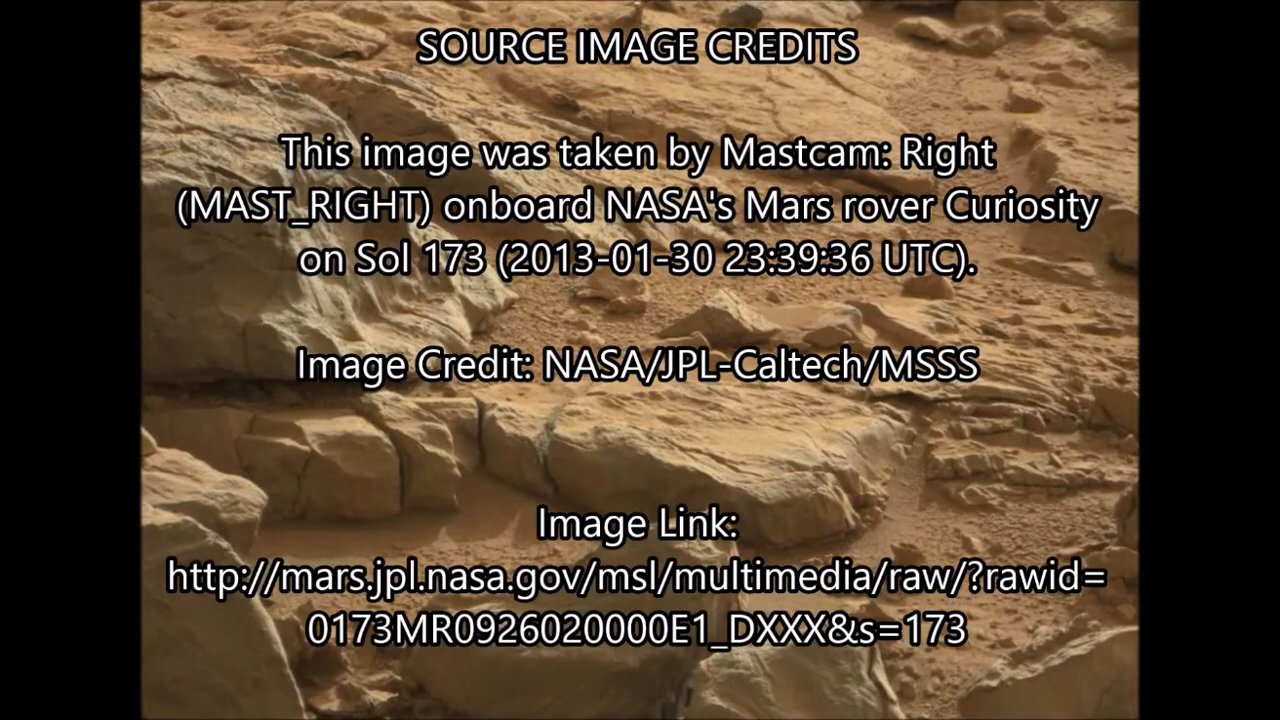 SOURCE IMAGE CREDITS
This image was taken by Mastcam: Right
(MAST_RIGHT) onboard NASA's Mars rover Curiosity
on Sol 173 (2013-01-30 23:39:36 UTC).
Image Credit: NASA/JPL-Caltech/MSSS
Image Link:
http://mars.jpl.nasa.gov/msl/multimedia/raw/?rawid=
0173MR0926020000E1_DXXX&s=173